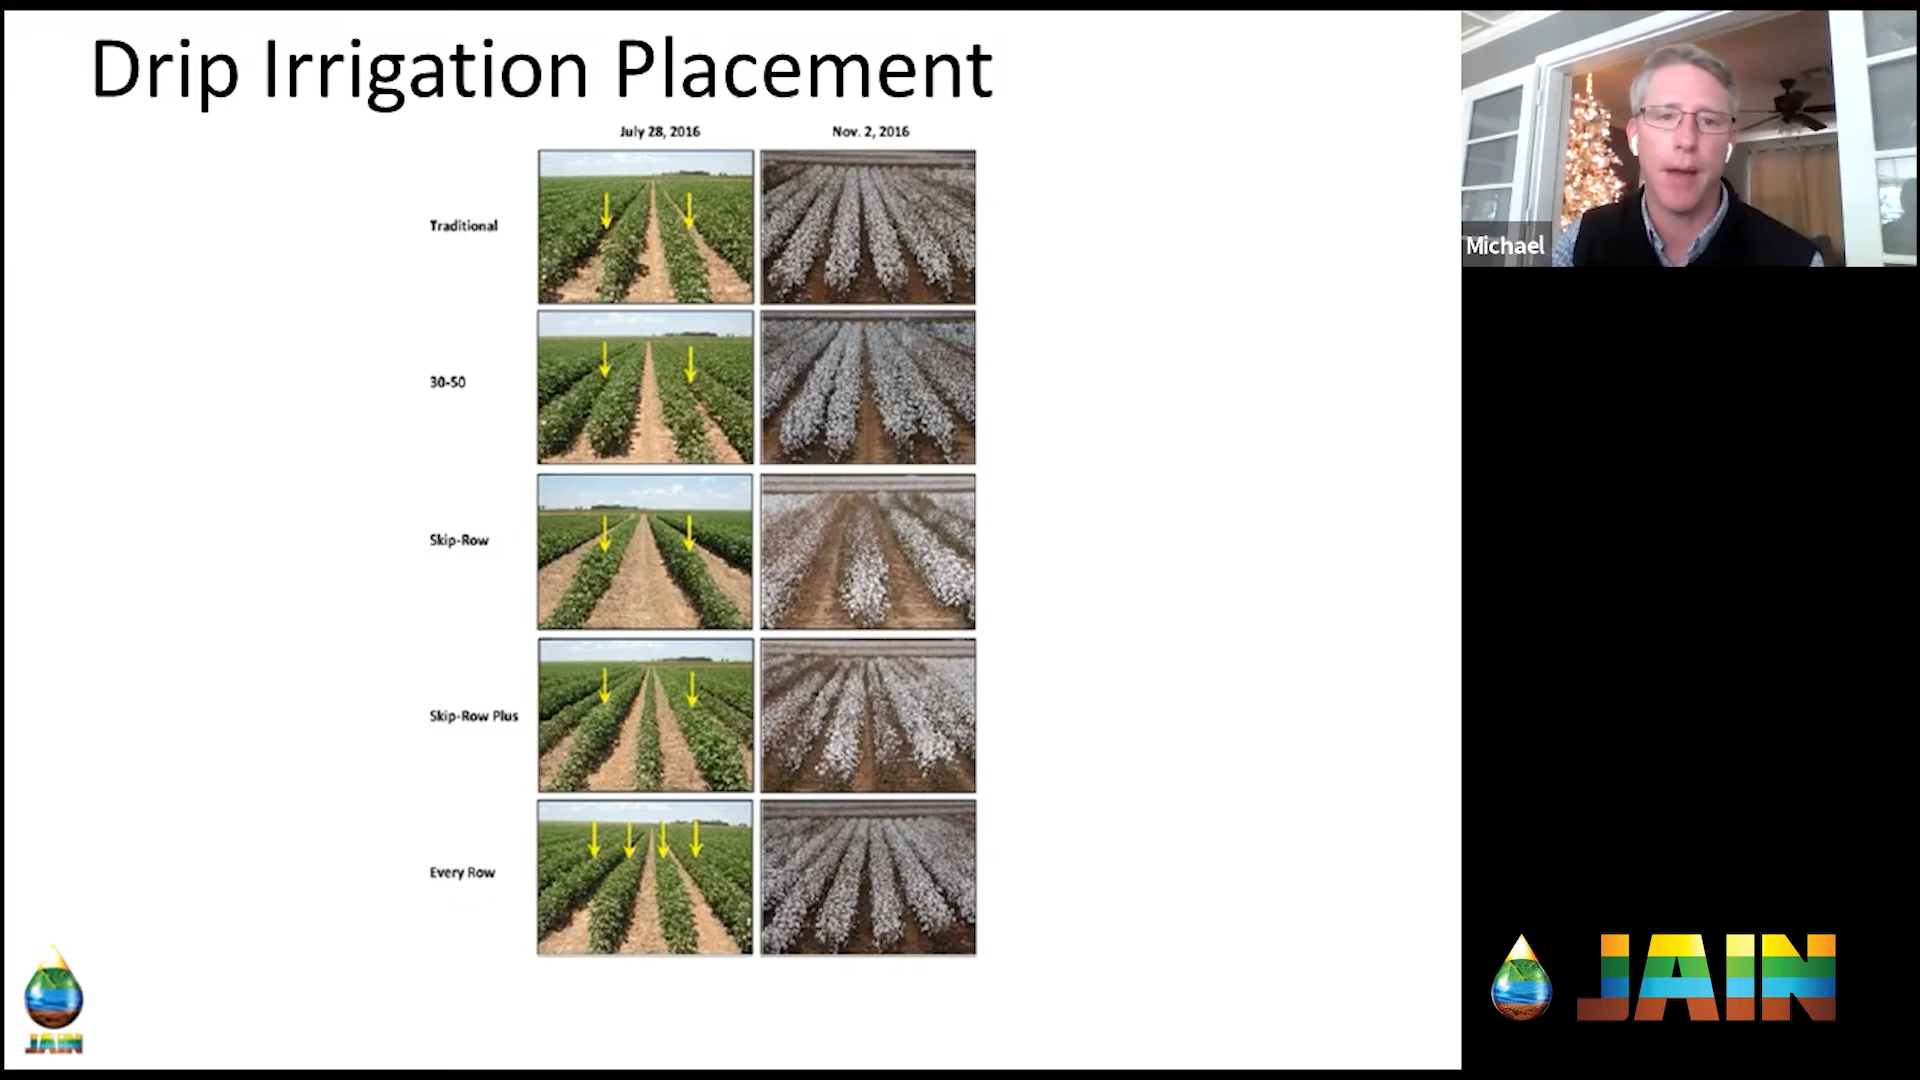 Drip Irrigation Placement
July 28, 2016 Nov. 2, 2016
Traditional
30-50
Skip-Row
Skip-Row Plus
Every Row
JAIN
Michael
JAIN